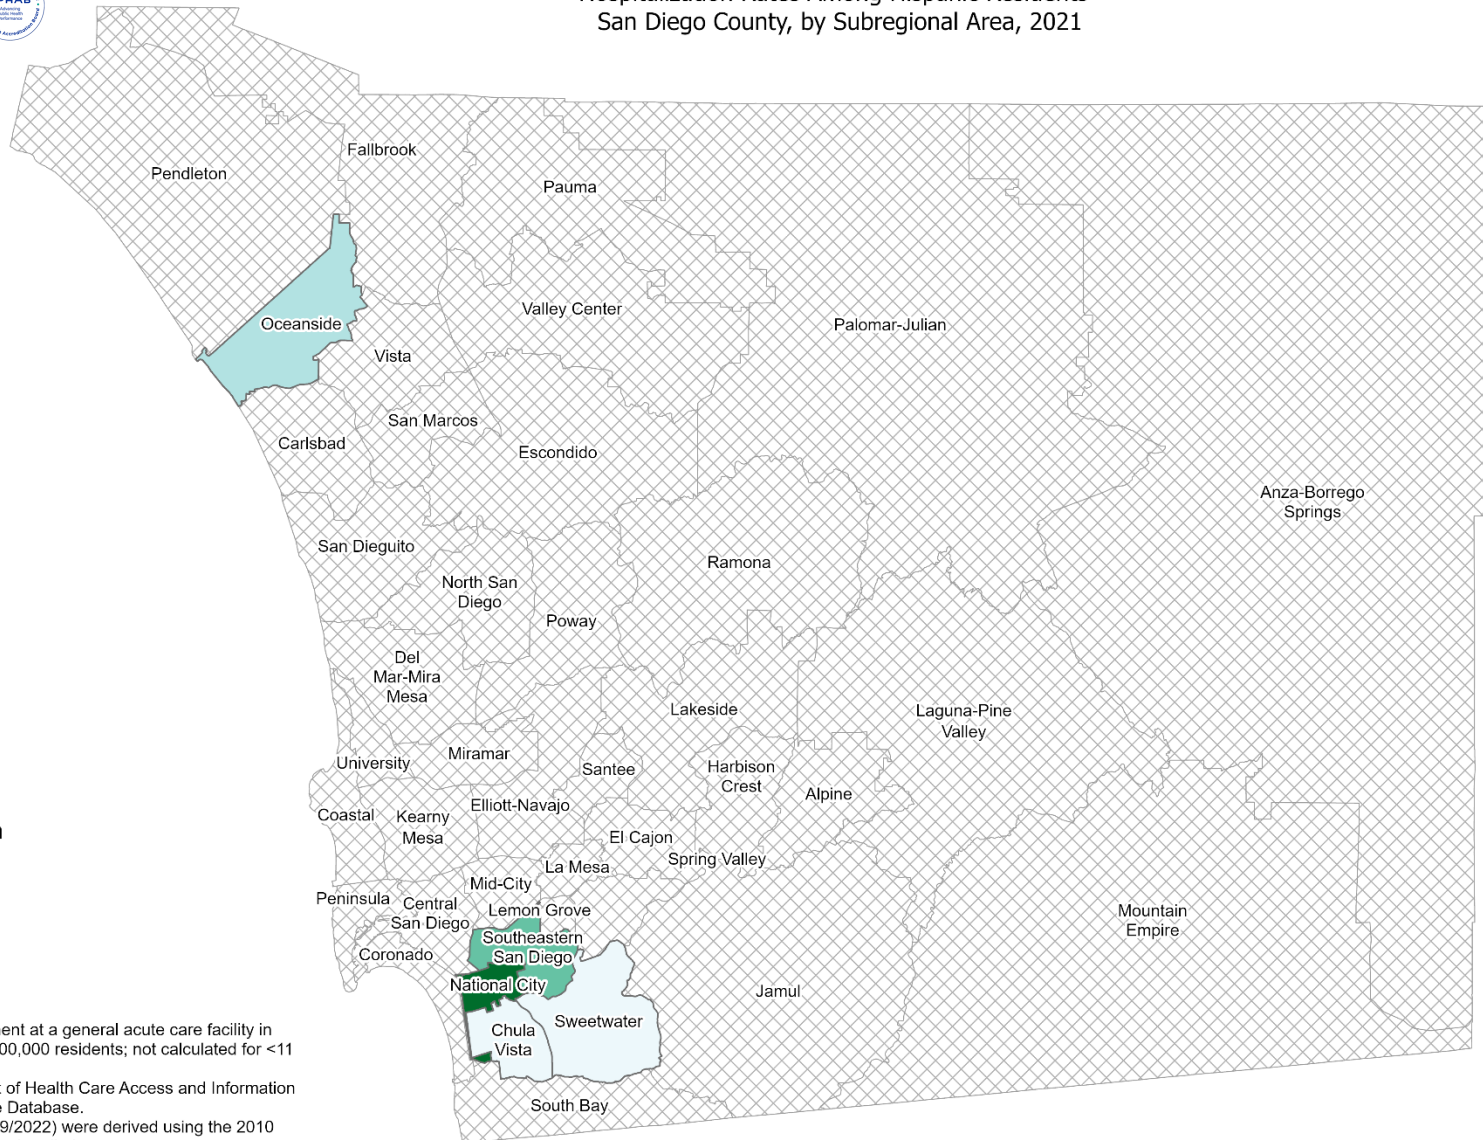 San Diego County, by Subregional Area, 2021
Fallbrook
Pendleton
Pauma
Valley Center
Oceanside
Palomar-Julian
Vista
San Marcos
Carlsbad
Escondido
Anza-Borrego
Springs
San Dieguito
Ramona
North San
Diego
Poway
Del
Mar-Mira
Mesa
Lakeside
Laguna-Pine
Valley
Miramar
University
Santee
Harbison
Crest
Alpine
Elliott-Navajo
Coastal
Kearny
Mesa
El Cajon
Spring Valley
La Mesa
Mid-City
Peninsula
Central
San Diego
Lemon Grove
Mountain
Empire
Southeastern
San Diego
Coronado
National City
Jamul
Sweetwater
Chula
Vista
ent at a general acute care facility in
00,000 residents; not calculated for <11
of Health Care Access and Information
Database.
9/2022) were derived using the 2010
South Bay